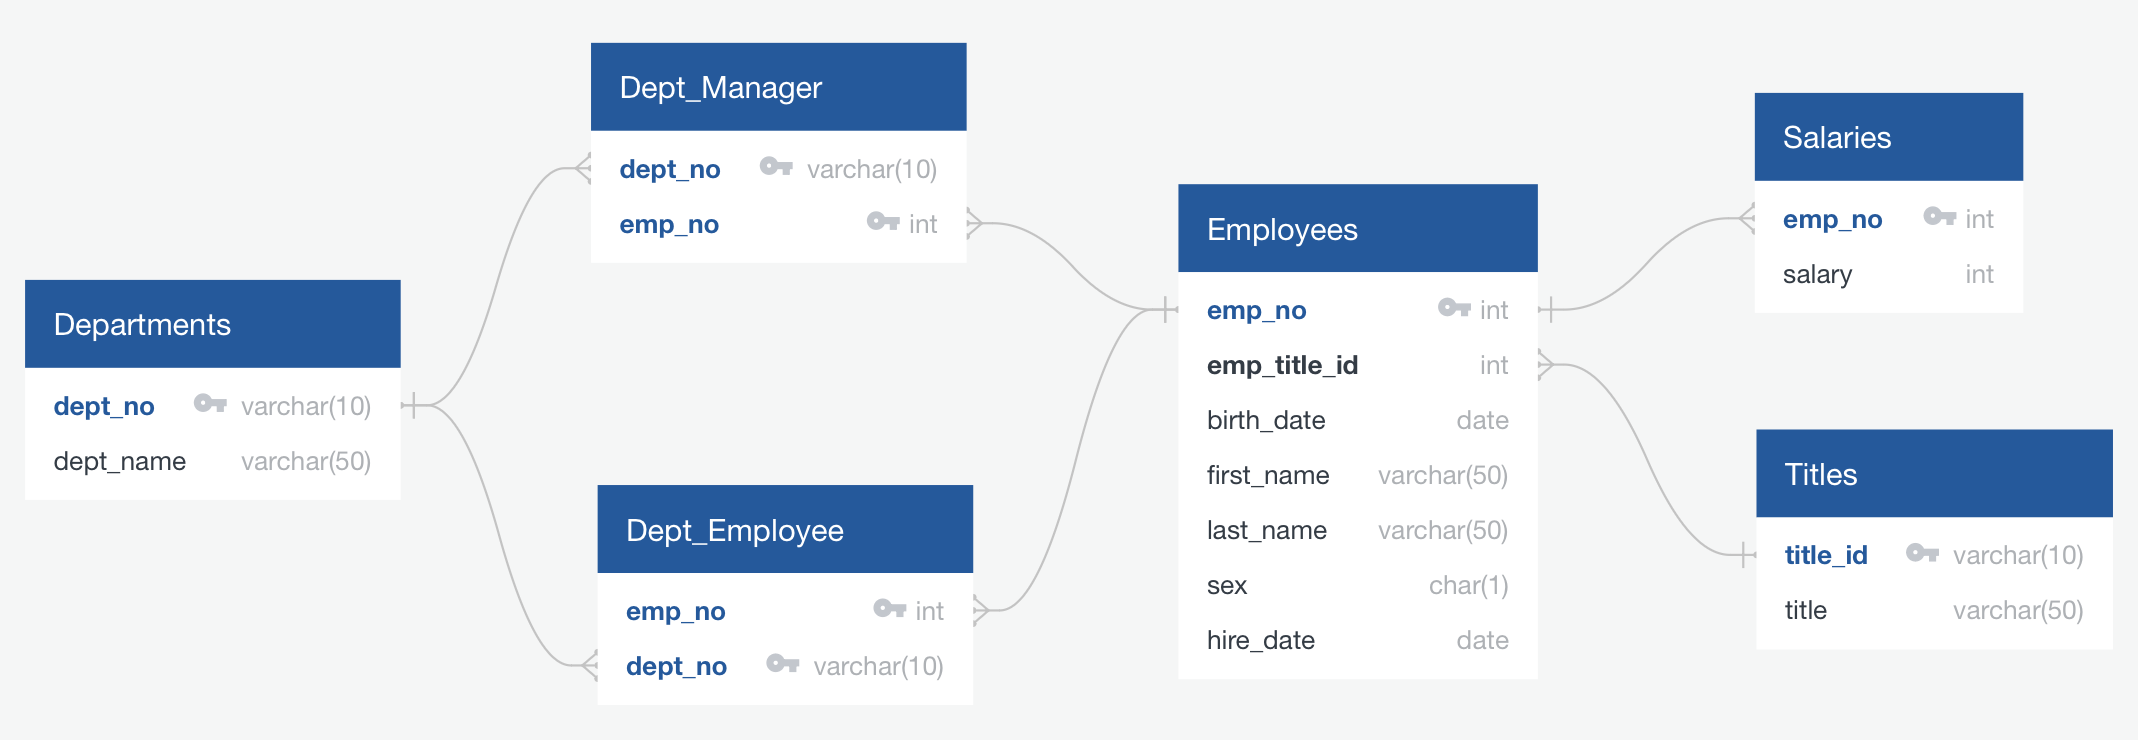 Departments
dept_no varchar(10)
dept_name varchar(50)
Dept_Manager
dept_no varchar(10)
emp_no int
Dept_Employee
emp_no int
dept_no varchar(10)
Employees
emp_no int
emp_title_id int
birth_date date
first_name varchar(50)
last_name varchar(50)
sex char(1)
hire_date date
Salaries
emp_no int
salary int
Titles
title_id varchar(10)
title varchar(50)